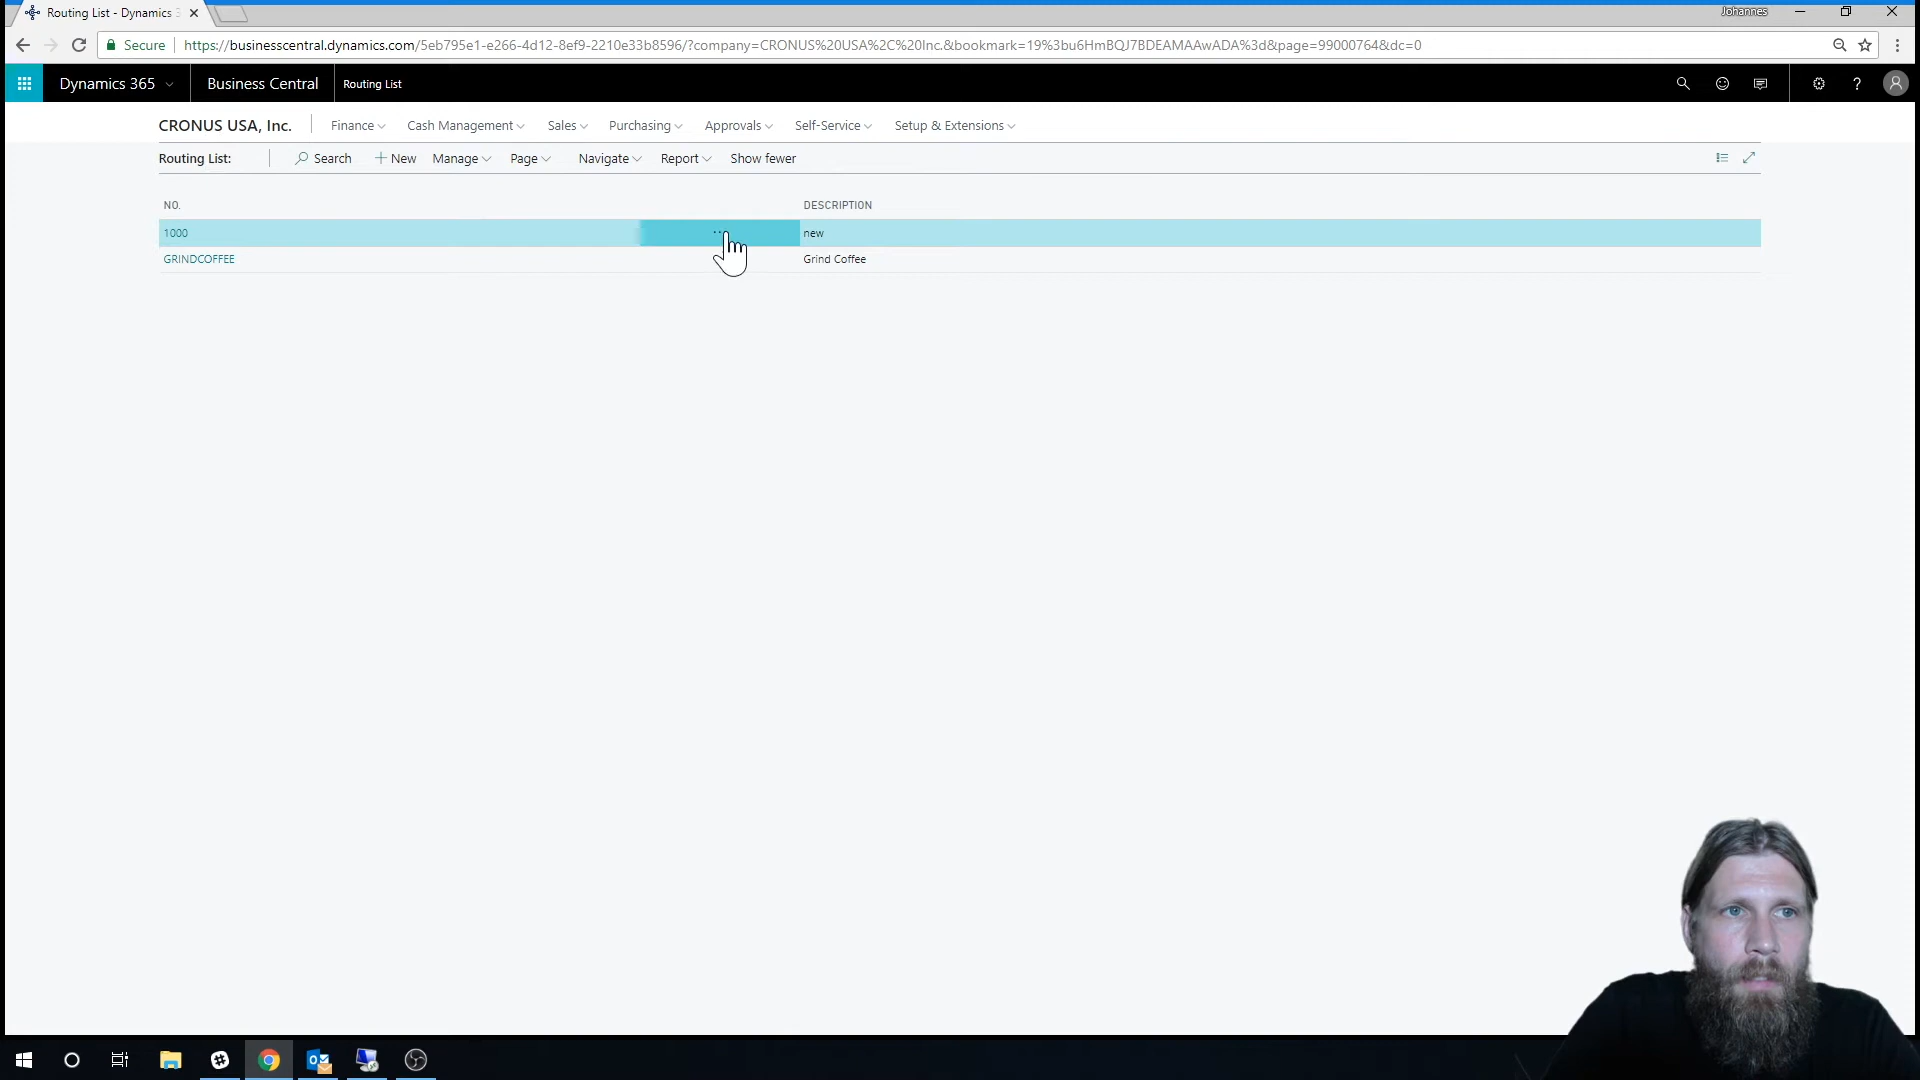 Routing List - Dynamics 3
Johannes
Secure
https://businesscentral.dynamics.com/5eb795e1-e266-4d12-8ef9-2210e33b8596/?company=CRONUS%20USA%2C%20Inc.&bookmark=19%3bu6HmBQJ7BDEAMAAwADA%3d&page=99000764&dc=0
Dynamics 365 Business Central Routing List
CRONUS USA, Inc. Finance Cash Management Sales Purchasing Approvals Self-Service Setup & Extensions
Routing List: Search New Manage Page Navigate Report Show fewer
NO. DESCRIPTION
1000 new
GRINDCOFFEE Grind Coffee